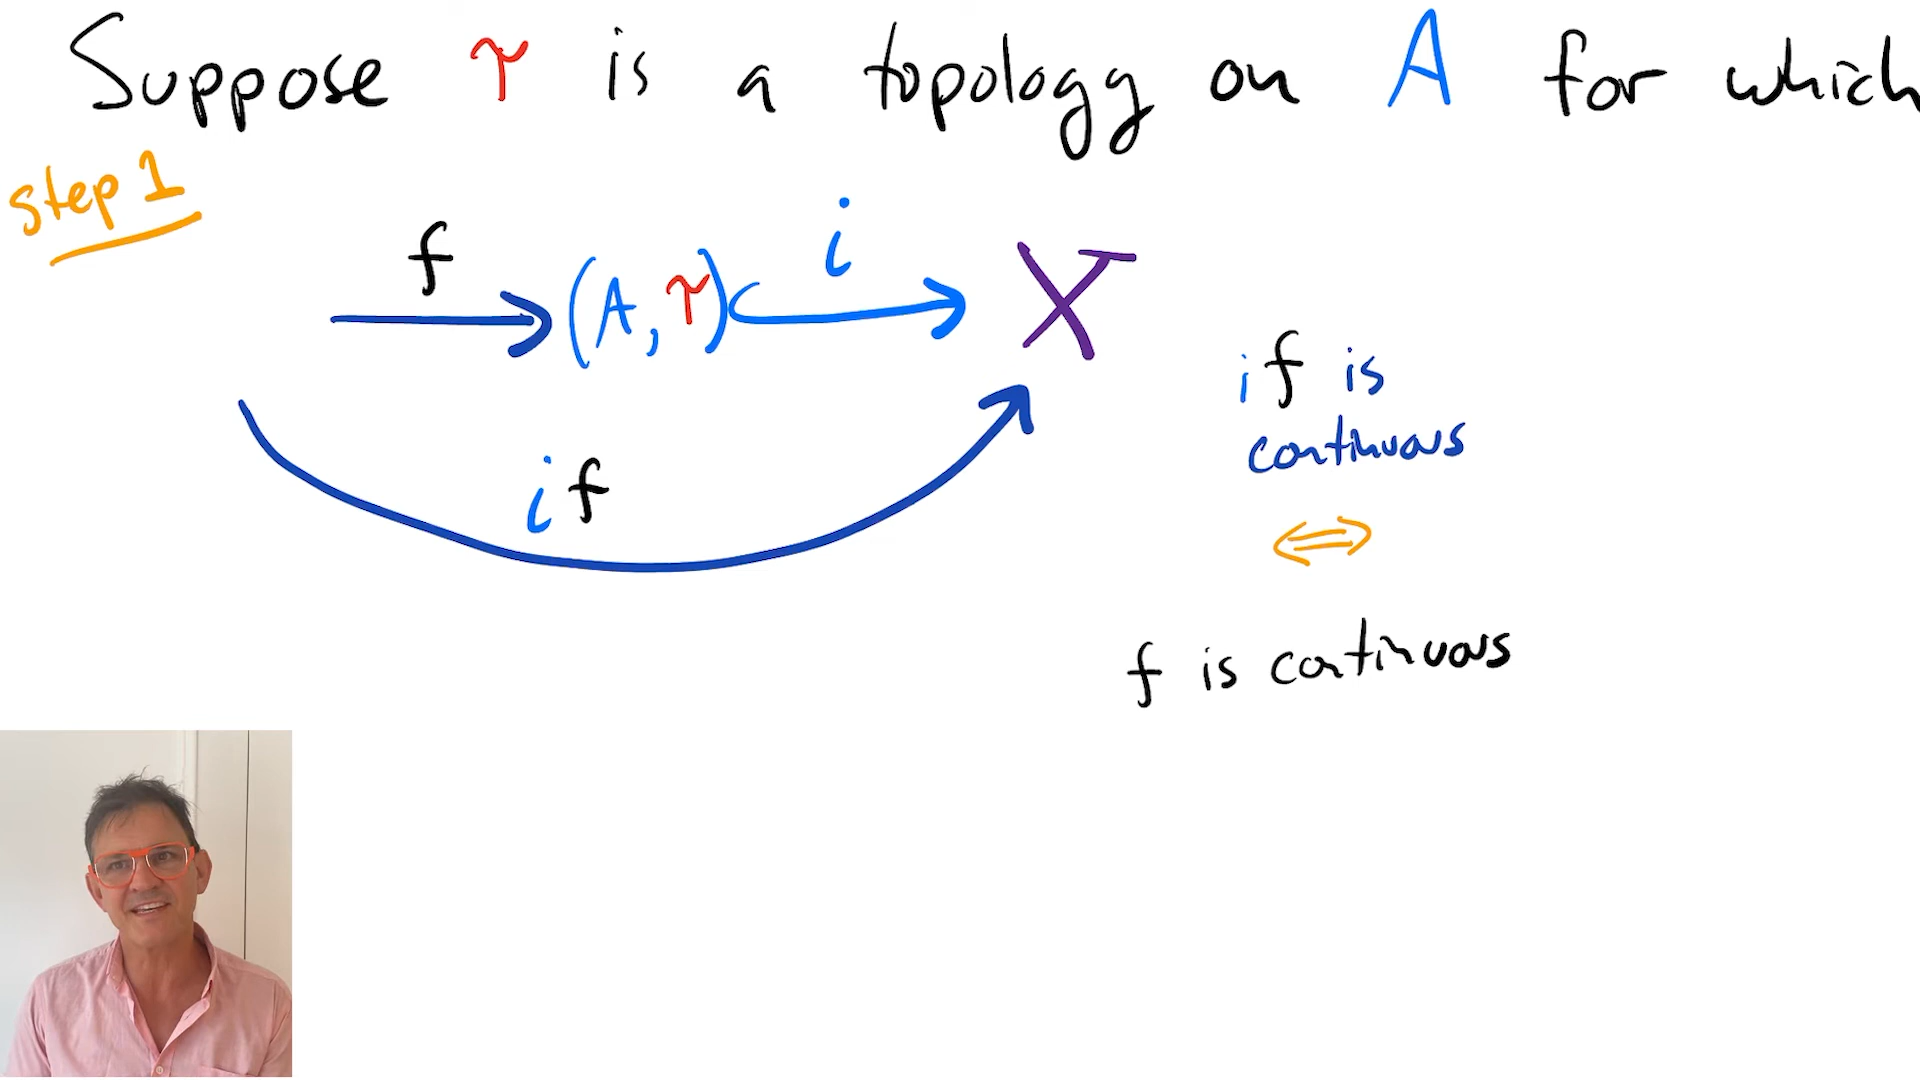 Suppose τ is a topology on A for which
step 1
f
i
(A, τ)
X
if is
continuous
if
⇔
f is continuous